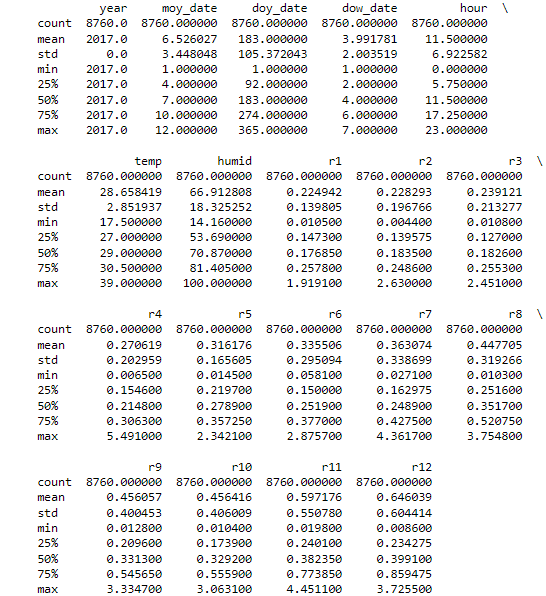 year moy_date doy_date dow_date hour \
count 8760.0 8760.000000 8760.000000 8760.000000 8760.000000
mean 2017.0 6.526027 183.000000 3.991781 11.500000
std 0.0 3.448048 105.372043 2.003519 6.922582
min 2017.0 1.000000 1.000000 1.000000 0.000000
25% 2017.0 4.000000 92.000000 2.000000 5.750000
50% 2017.0 7.000000 183.000000 4.000000 11.500000
75% 2017.0 10.000000 274.000000 6.000000 17.250000
max 2017.0 12.000000 365.000000 7.000000 23.000000
temp humid r1 r2 r3 \
count 8760.000000 8760.000000 8760.000000 8760.000000 8760.000000
mean 28.658419 66.912808 0.224942 0.228293 0.239121
std 2.851937 18.325252 0.139805 0.196766 0.213277
min 17.500000 14.160000 0.010500 0.004400 0.010800
25% 27.000000 53.690000 0.147300 0.139575 0.127000
50% 29.000000 70.870000 0.176850 0.183500 0.182600
75% 30.500000 81.405000 0.257800 0.248600 0.255300
max 39.000000 100.000000 1.919100 2.630000 2.451000
r4 r5 r6 r7 r8 \
count 8760.000000 8760.000000 8760.000000 8760.000000 8760.000000
mean 0.270619 0.316176 0.335506 0.363074 0.447705
std 0.202959 0.165605 0.295094 0.338699 0.319266
min 0.006500 0.014500 0.058100 0.027100 0.010300
25% 0.154600 0.219700 0.150000 0.162975 0.251600
50% 0.214800 0.278900 0.251900 0.248900 0.351700
75% 0.306300 0.357250 0.377000 0.427500 0.520750
max 5.491000 2.342100 2.875700 4.361700 3.754800
r9 r10 r11 r12
count 8760.000000 8760.000000 8760.000000 8760.000000
mean 0.456057 0.456416 0.597176 0.646039
std 0.400453 0.406009 0.550780 0.604414
min 0.012800 0.010400 0.019800 0.008600
25% 0.209600 0.173900 0.240100 0.234275
50% 0.331300 0.329200 0.382350 0.399100
75% 0.545650 0.555900 0.773850 0.859475
max 3.334700 3.063100 4.451100 3.725500